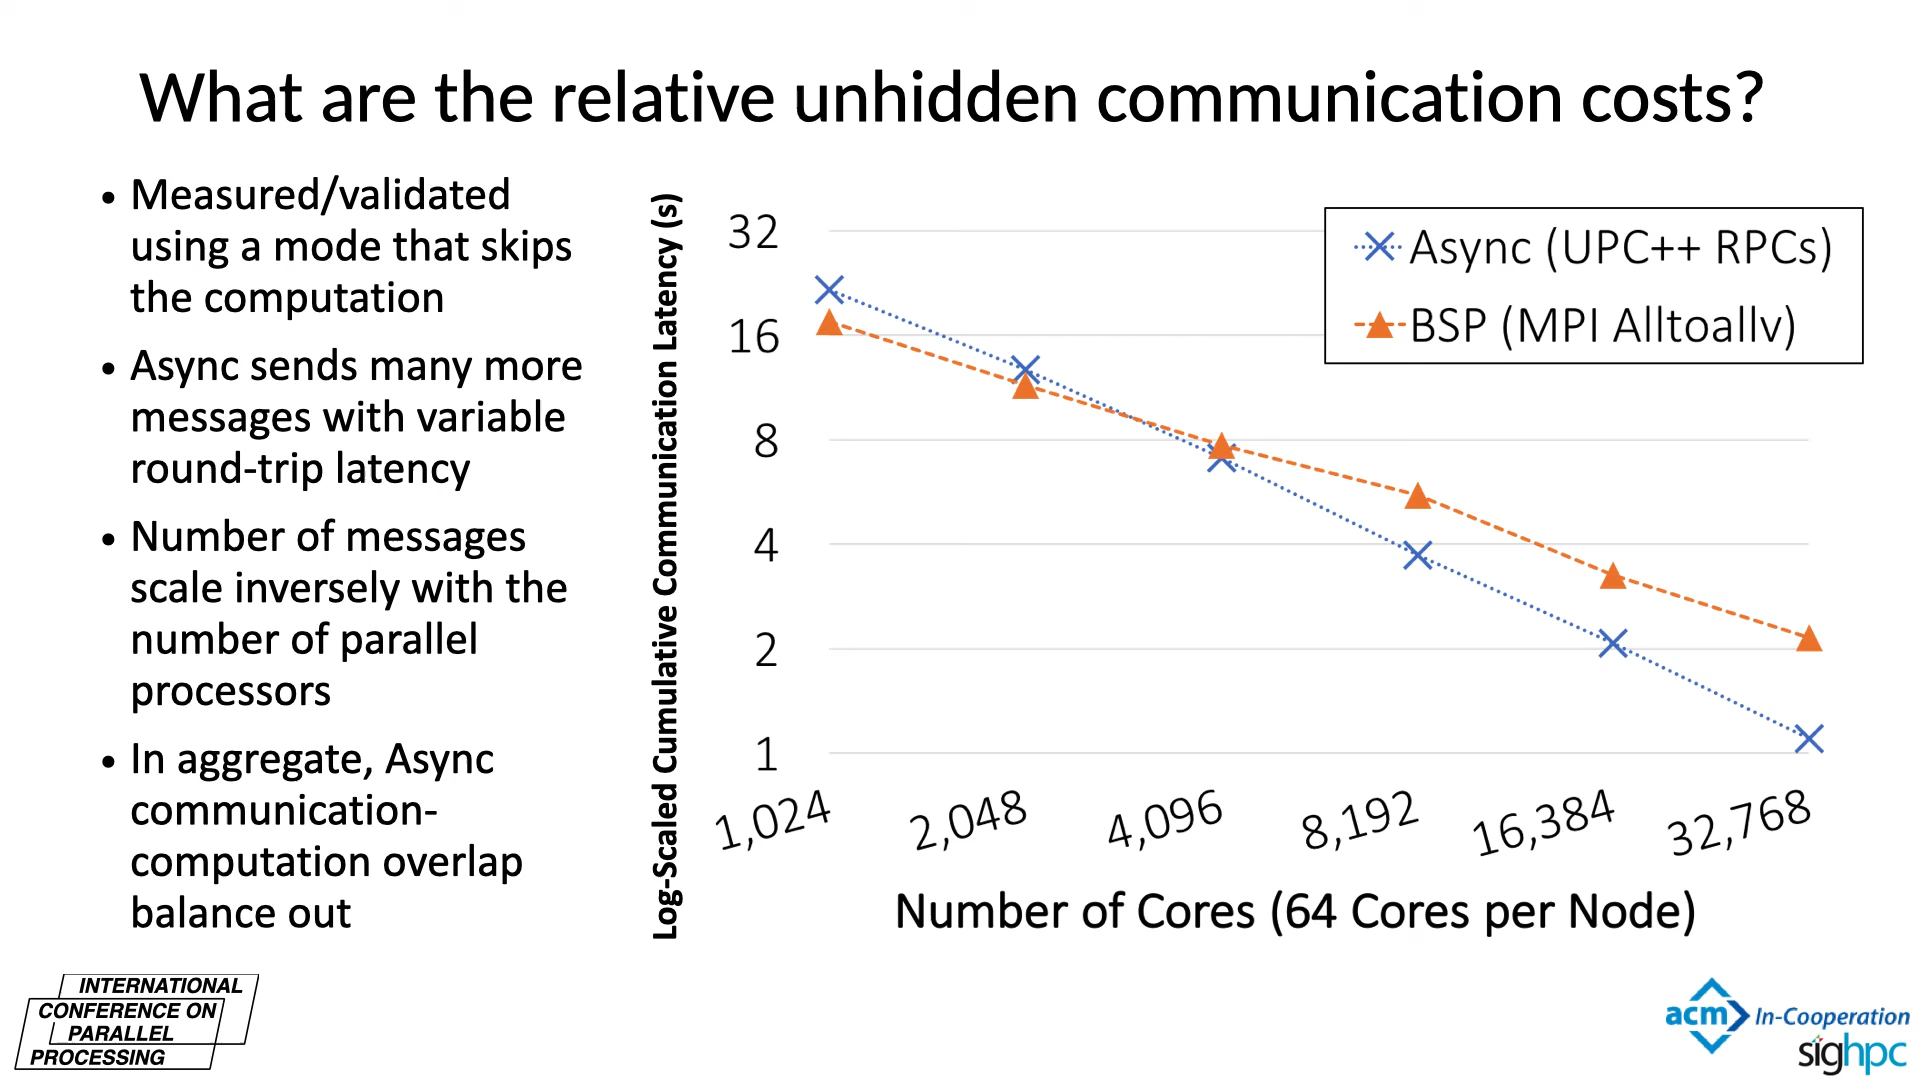 What are the relative unhidden communication costs?
• Measured/validated
using a mode that skips
the computation
• Async sends many more
messages with variable
round-trip latency
• Number of messages
scale inversely with the
number of parallel
processors
• In aggregate, Async
communication-
computation overlap
balance out
Log-Scaled Cumulative Communication Latency (s)
32
16
8
4
2
1
Async (UPC++ RPCs)
BSP (MPI Alltoallv)
1,024
2,048
4,096
8,192
16,384
32,768
Number of Cores (64 Cores per Node)
INTERNATIONAL
CONFERENCE ON
PARALLEL
PROCESSING
acm In-Cooperation
sighpc